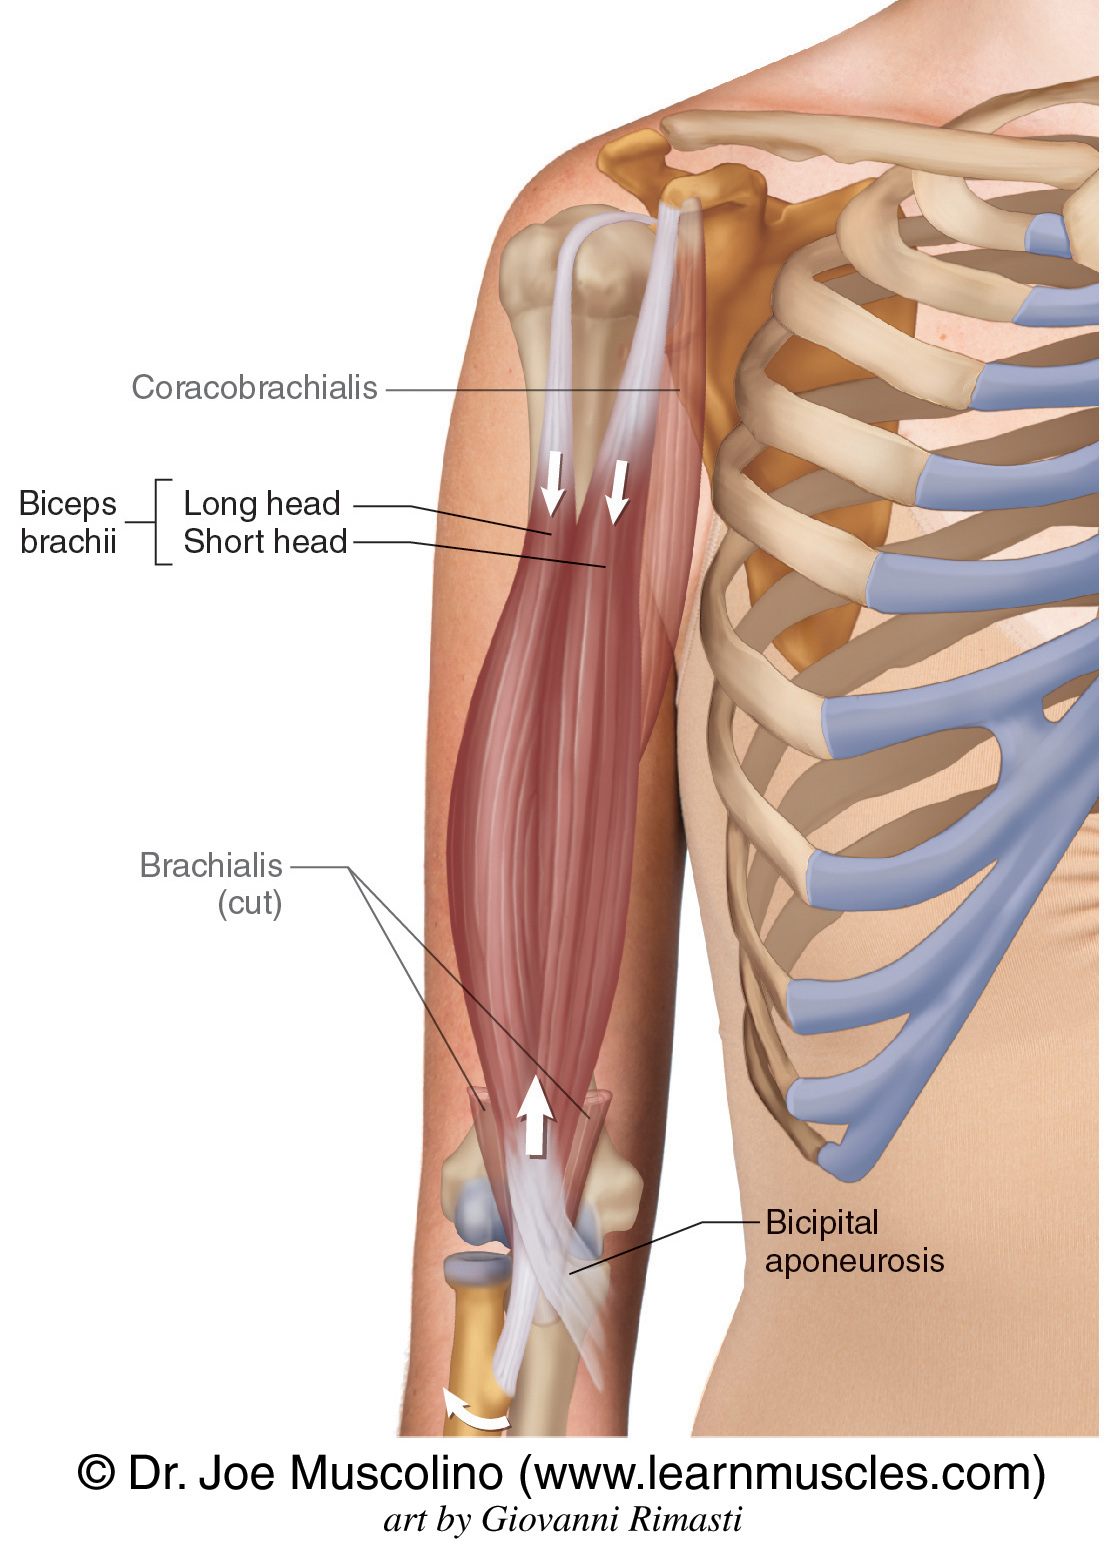 Coracobrachialis
Biceps
brachii
Long head
Short head
Brachialis
(cut)
Bicipital
aponeurosis
© Dr. Joe Muscolino (www.learnmuscles.com)
art by Giovanni Rimasti